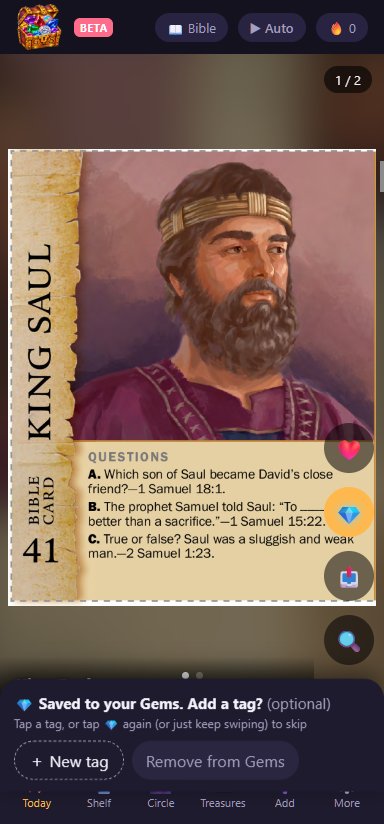 BETA
Bible
Auto
0
1 / 2
KING SAUL
BIBLE
CARD
41
QUESTIONS
A. Which son of Saul became David's close
friend?—1 Samuel 18:1.
B. The prophet Samuel told Saul: “To ____
better than a sacrifice.”—1 Samuel 15:22.
C. True or false? Saul was a sluggish and weak
man.—2 Samuel 1:23.
Saved to your Gems. Add a tag? (optional)
Tap a tag, or tap 💎 again (or just keep swiping) to skip
+ New tag
Remove from Gems
Today
Shelf
Circle
Treasures
Add
More